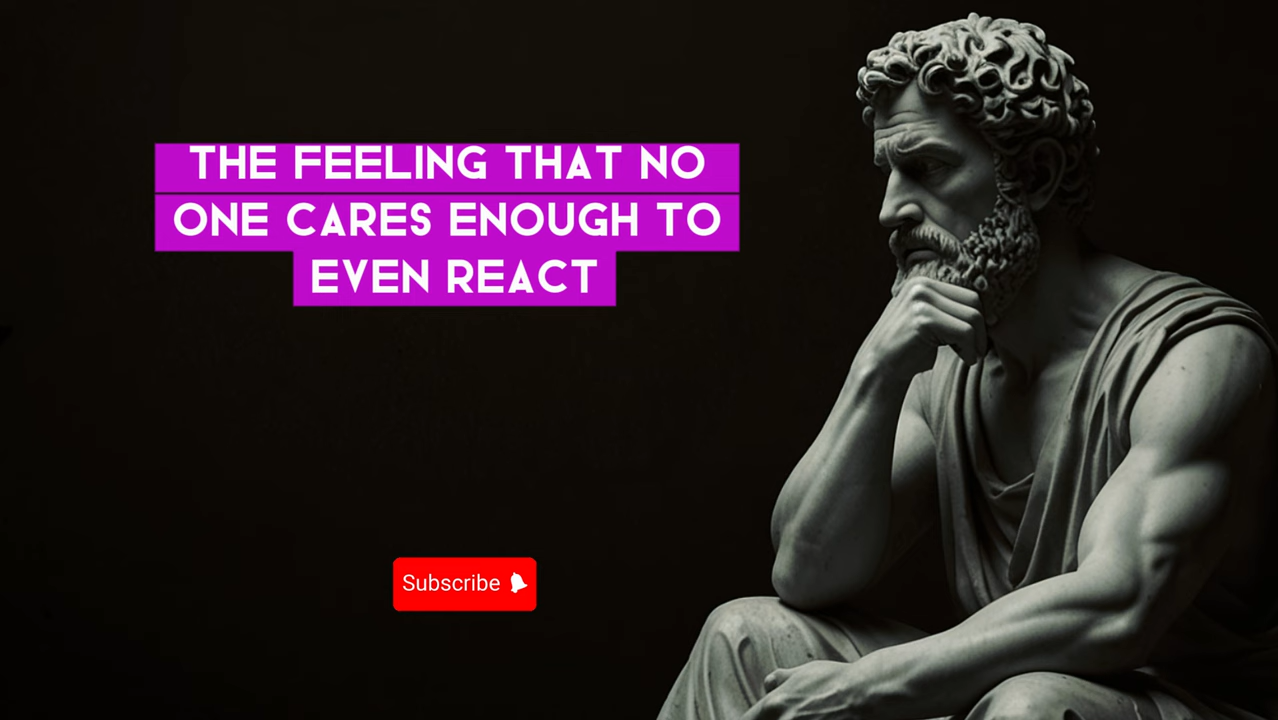 THE FEELING THAT NO
ONE CARES ENOUGH TO
EVEN REACT
Subscribe